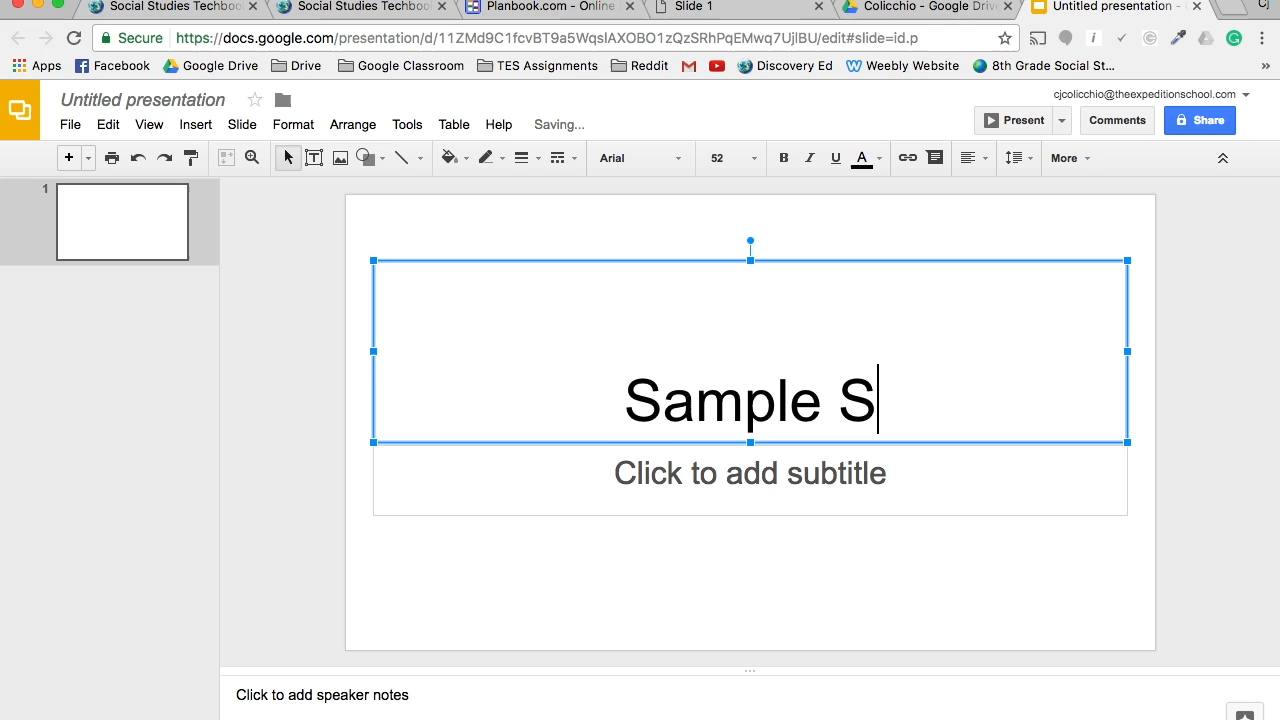 Social Studies Techboo
Social Studies Techboo
Planbook.com - Online
Slide 1
Colicchio - Google Drive
Untitled presentation -
Secure
https://docs.google.com/presentation/d/11ZMd9C1fcvBT9a5WqsIAXOBO1zQzSRhPqEMwq7UjlBU/edit#slide=id.p
Apps
Facebook
Google Drive
Drive
Google Classroom
TES Assignments
Reddit
Discovery Ed
Weebly Website
8th Grade Social St...
Untitled presentation
cjcolicchio@theexpeditionschool.com
File Edit View Insert Slide Format Arrange Tools Table Help Saving...
Present
Comments
Share
Arial
52
B I U A
More
1
Sample S
Click to add subtitle
Click to add speaker notes